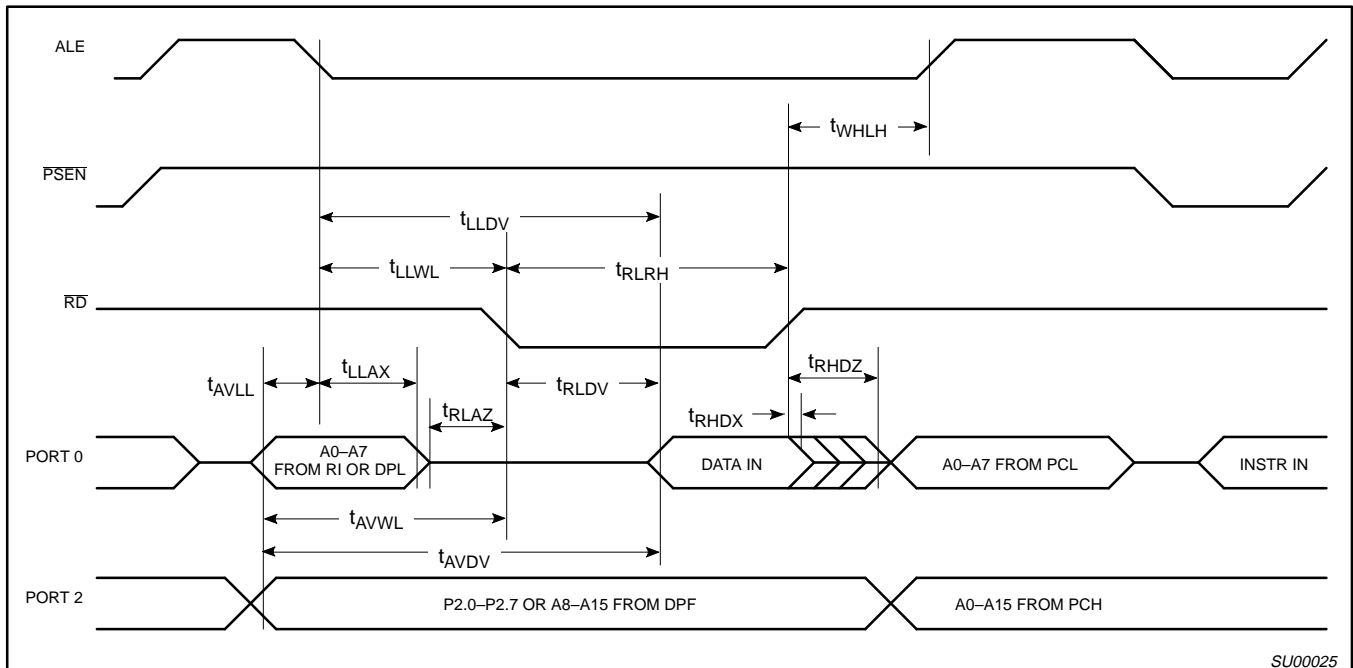 ALE
tWHLH
PSEN
tLLDV
tLLWL
tRLRH
RD
tAVLL
tLLAX
tRLAZ
tRLDV
tRHDZ
tRHDX
PORT 0
A0–A7
FROM RI OR DPL
DATA IN
A0–A7 FROM PCL
INSTR IN
tAVWL
tAVDV
PORT 2
P2.0–P2.7 OR A8–A15 FROM DPF
A0–A15 FROM PCH
SU00025